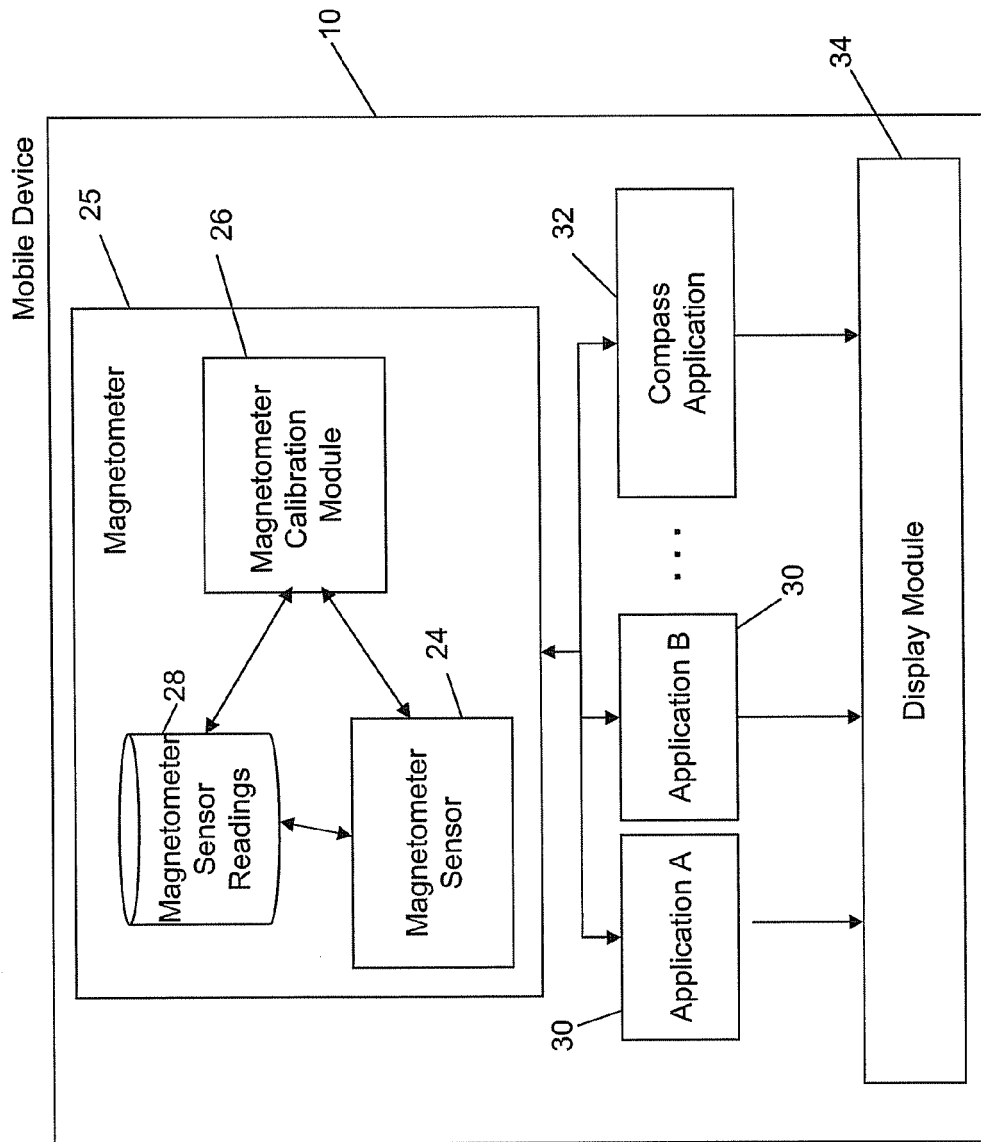 Mobile Device
10
25
Magnetometer
26
Magnetometer
Calibration
Module
28
Magnetometer
Sensor
Readings
24
Magnetometer
Sensor
30
Application A
Application B
30
. . .
32
Compass
Application
34
Display Module